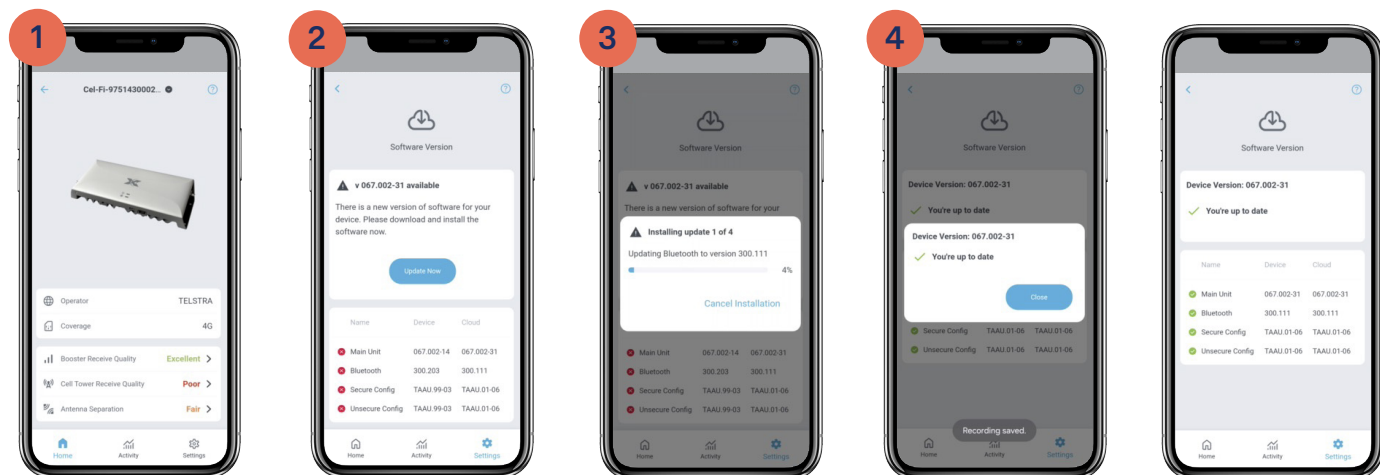 1
Cel-Fi-9751430002...
Operator TELSTRA
Coverage 4G
Booster Receive Quality Excellent
Cell Tower Receive Quality Poor
Antenna Separation Fair
Home Activity Settings
2
Software Version
v 067.002-31 available
There is a new version of software for your
device. Please download and install the
software now.
Update Now
Name Device Cloud
Main Unit 067.002-14 067.002-31
Bluetooth 300.203 300.111
Secure Config TAAU.99-03 TAAU.01-06
Unsecure Config TAAU.99-03 TAAU.01-06
Home Activity Settings
3
Software Version
v 067.002-31 available
There is a new version of software for your
Installing update 1 of 4
Updating Bluetooth to version 300.111
4%
Cancel Installation
Main Unit 067.002-14 067.002-31
Bluetooth 300.203 300.111
Secure Config TAAU.99-03 TAAU.01-06
Unsecure Config TAAU.99-03 TAAU.01-06
Home Activity Settings
4
Software Version
Device Version: 067.002-31
You're up to date
Device Version: 067.002-31
You're up to date
Close
Secure Config TAAU.01-06 TAAU.01-06
Unsecure Config TAAU.01-06 TAAU.01-06
Recording saved.
Home Activity Settings
Software Version
Device Version: 067.002-31
You're up to date
Name Device Cloud
Main Unit 067.002-31 067.002-31
Bluetooth 300.111 300.111
Secure Config TAAU.01-06 TAAU.01-06
Unsecure Config TAAU.01-06 TAAU.01-06
Home Activity Settings